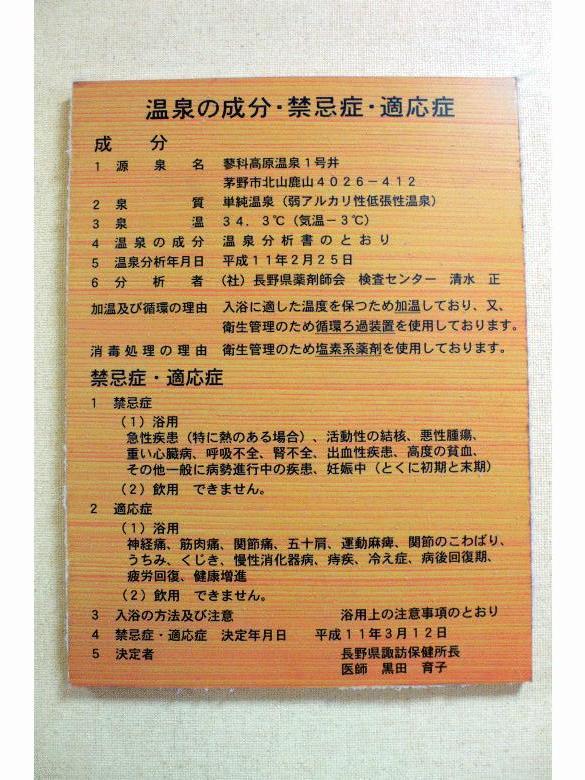 温泉の成分・禁忌症・適応症
成　分
1 源泉名 蓼科高原温泉1号井
茅野市北山鹿山4026－412
2 泉質 単純温泉（弱アルカリ性低張性温泉）
3 泉温 34．3℃（気温－3℃）
4 温泉の成分 温泉分析書のとおり
5 温泉分析年月日 平成11年2月25日
6 分析者 （社）長野県薬剤師会 検査センター 清水 正
加温及び循環の理由 入浴に適した温度を保つため加温しており、又、
衛生管理のため循環ろ過装置を使用しております。
消毒処理の理由 衛生管理のため塩素系薬剤を使用しております。
禁忌症・適応症
1 禁忌症
（1）浴用
急性疾患（特に熱のある場合）、活動性の結核、悪性腫瘍、
重い心臓病、呼吸不全、腎不全、出血性疾患、高度の貧血、
その他一般に病勢進行中の疾患、妊娠中（とくに初期と末期）
（2）飲用 できません。
2 適応症
（1）浴用
神経痛、筋肉痛、関節痛、五十肩、運動麻痺、関節のこわばり、
うちみ、くじき、慢性消化器病、痔疾、冷え症、病後回復期、
疲労回復、健康増進
（2）飲用 できません。
3 入浴の方法及び注意 浴用上の注意事項のとおり
4 禁忌症・適応症 決定年月日 平成11年3月12日
5 決定者 長野県諏訪保健所長
医師 黒田 育子